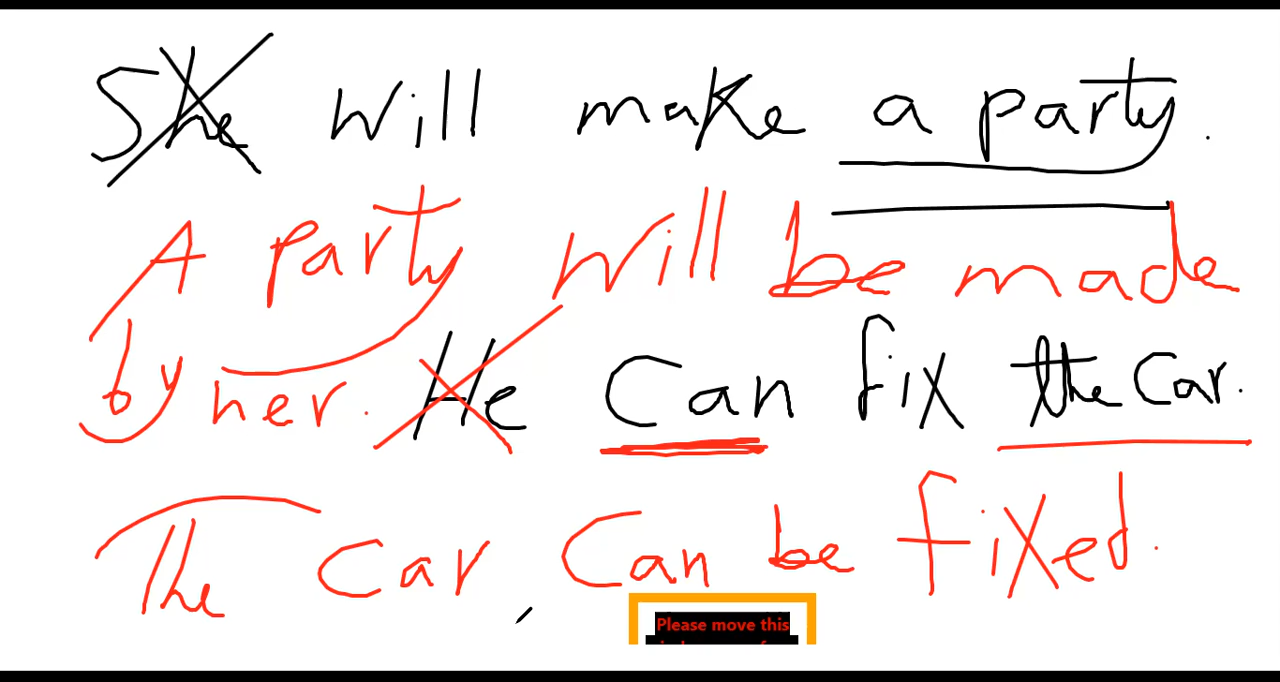 She will make a party.
A party will be made
by her. He can fix the car.
The car can be fixed.
Please move this